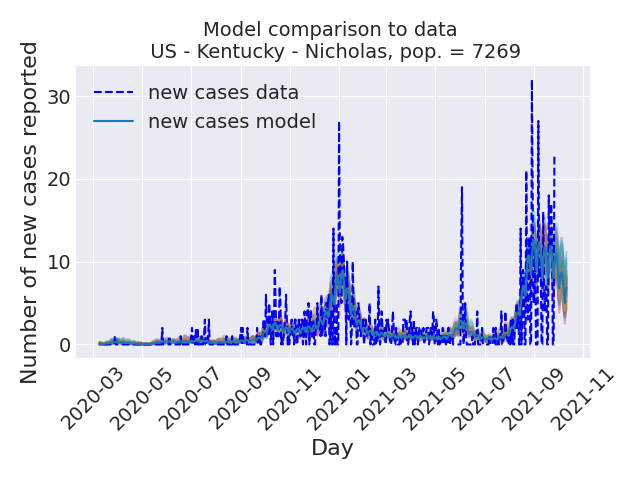 Model comparison to data
US - Kentucky - Nicholas, pop. = 7269
Number of new cases reported
30
20
10
0
new cases data
new cases model
2020-03
2020-05
2020-07
2020-09
2020-11
2021-01
2021-03
2021-05
2021-07
2021-09
2021-11
Day